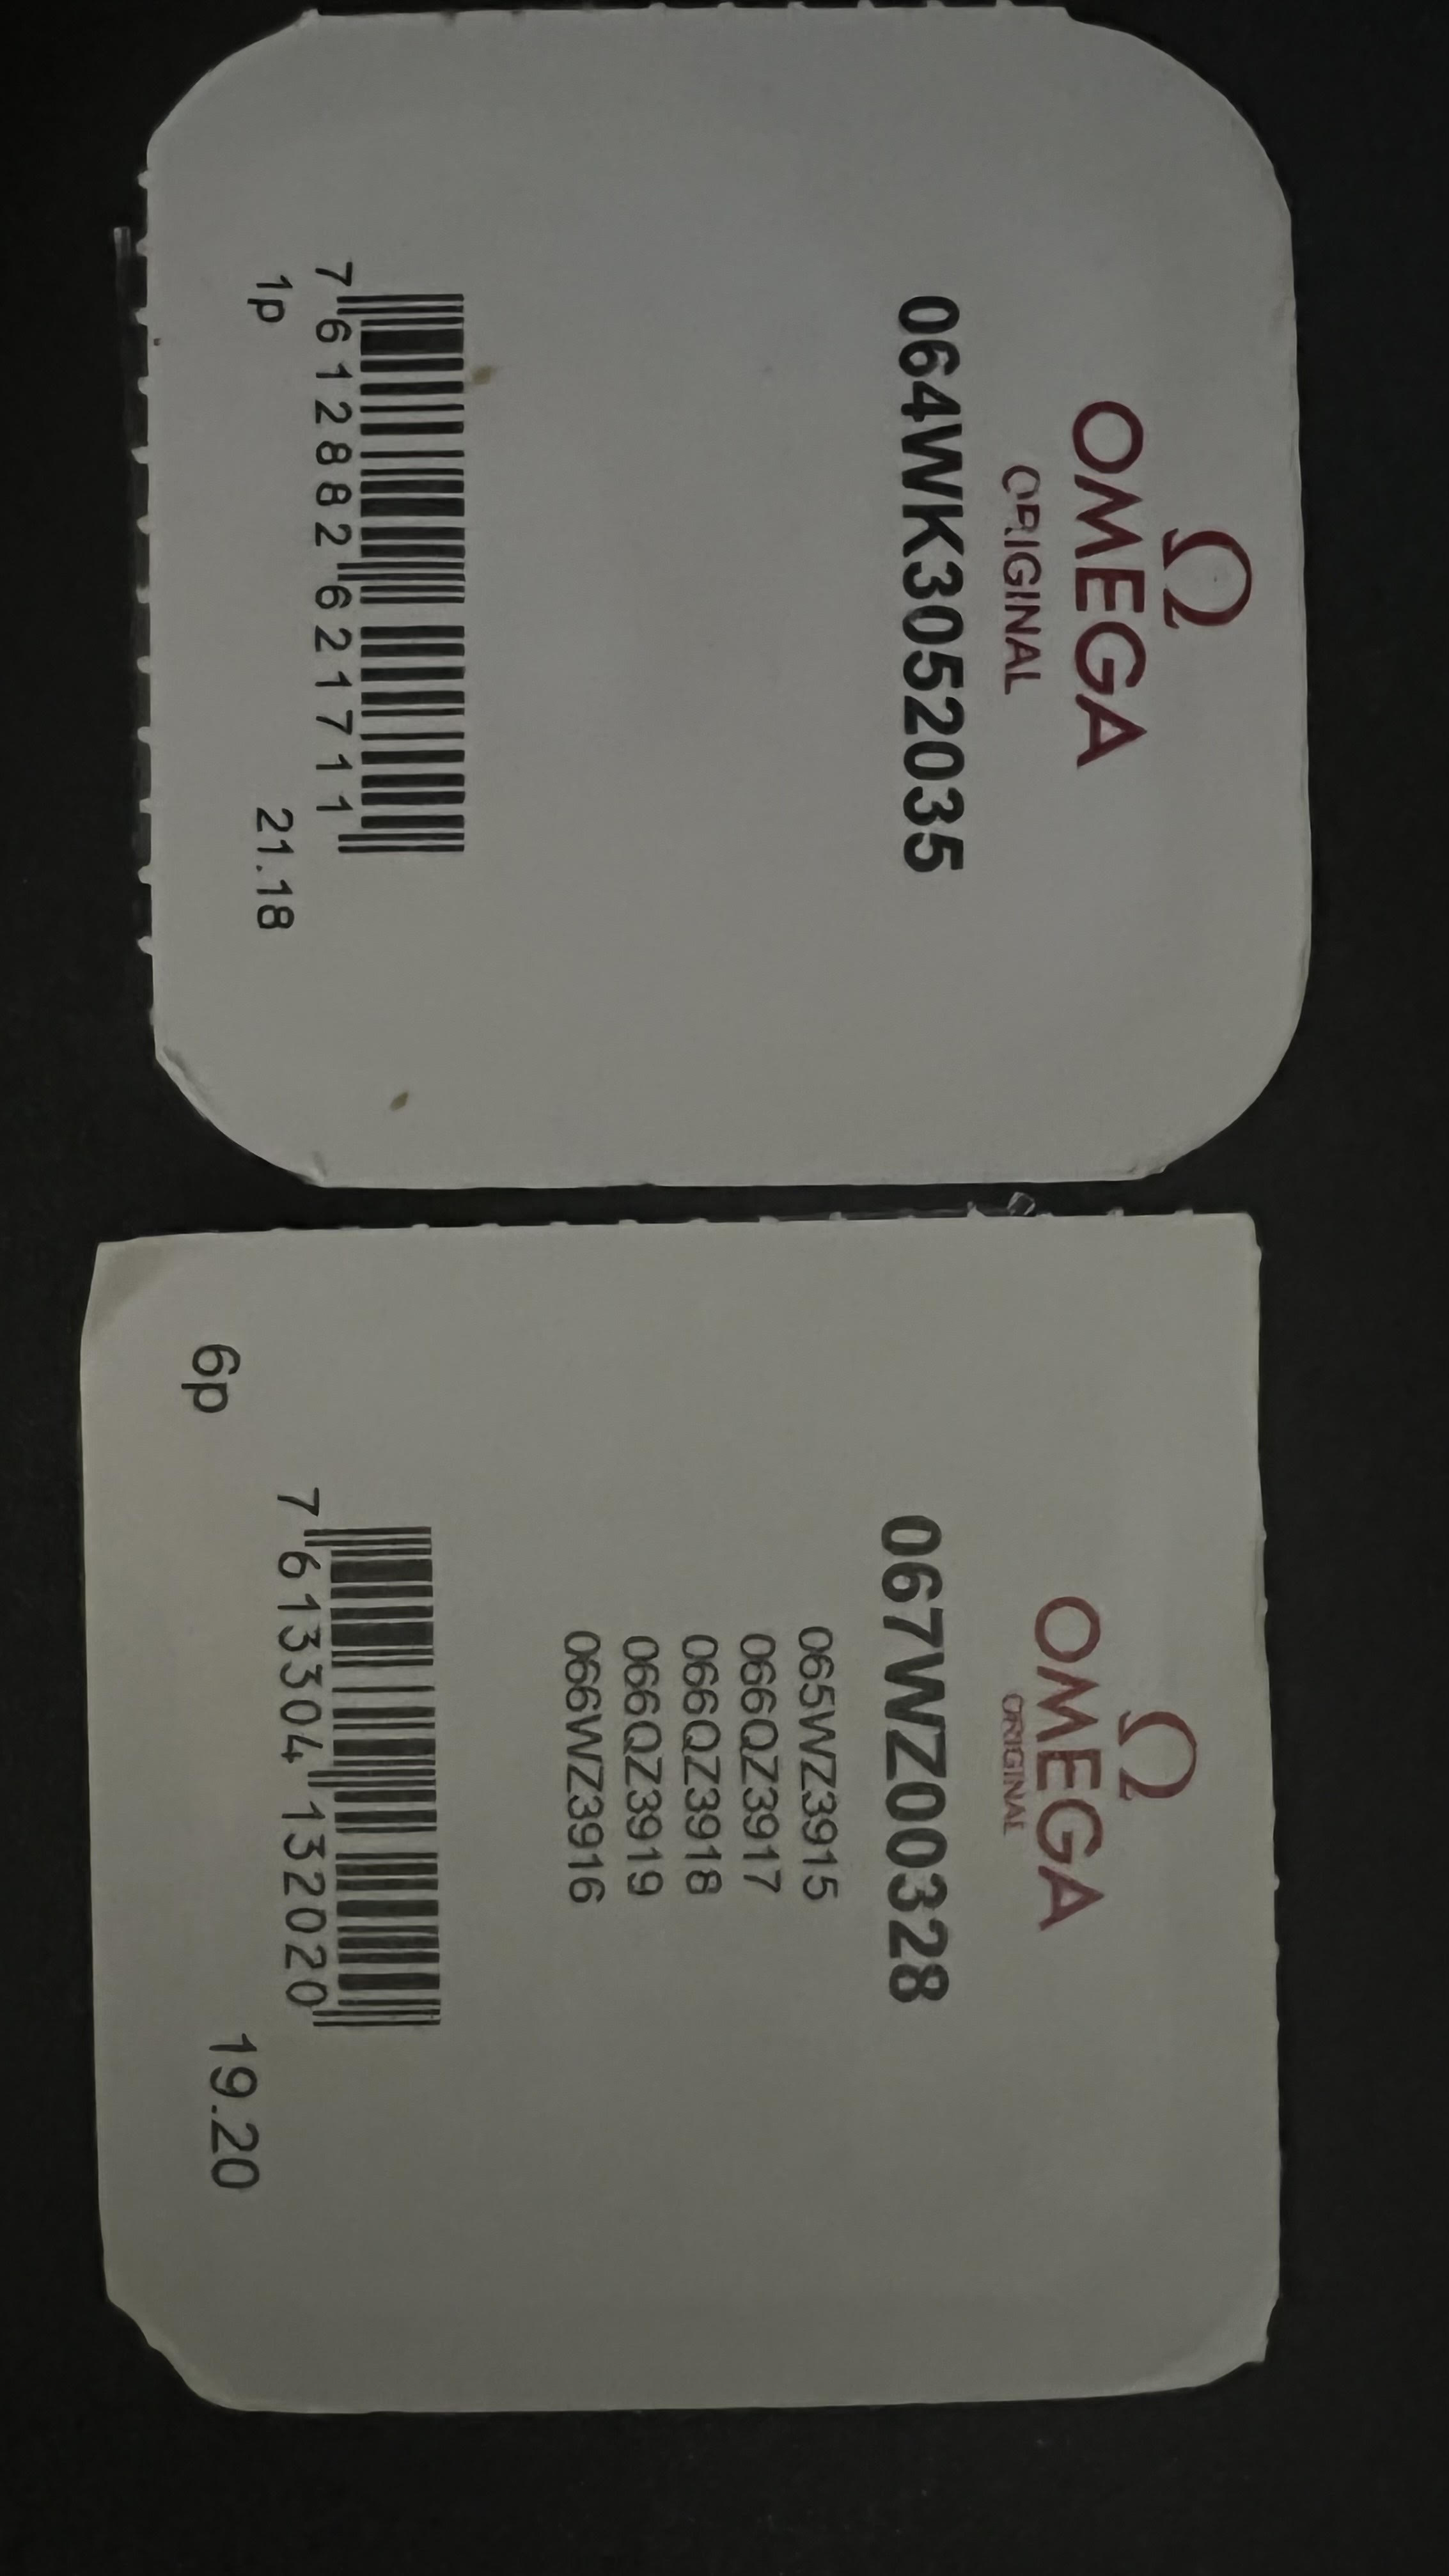 Ω
OMEGA
ORIGINAL
064WK3052035
7 612882 621711
1p 21.18
Ω
OMEGA
ORIGINAL
067WZ00328
065WZ3915
066QZ3917
066QZ3918
066QZ3919
066WZ3916
7 613304 132020
6p 19.20